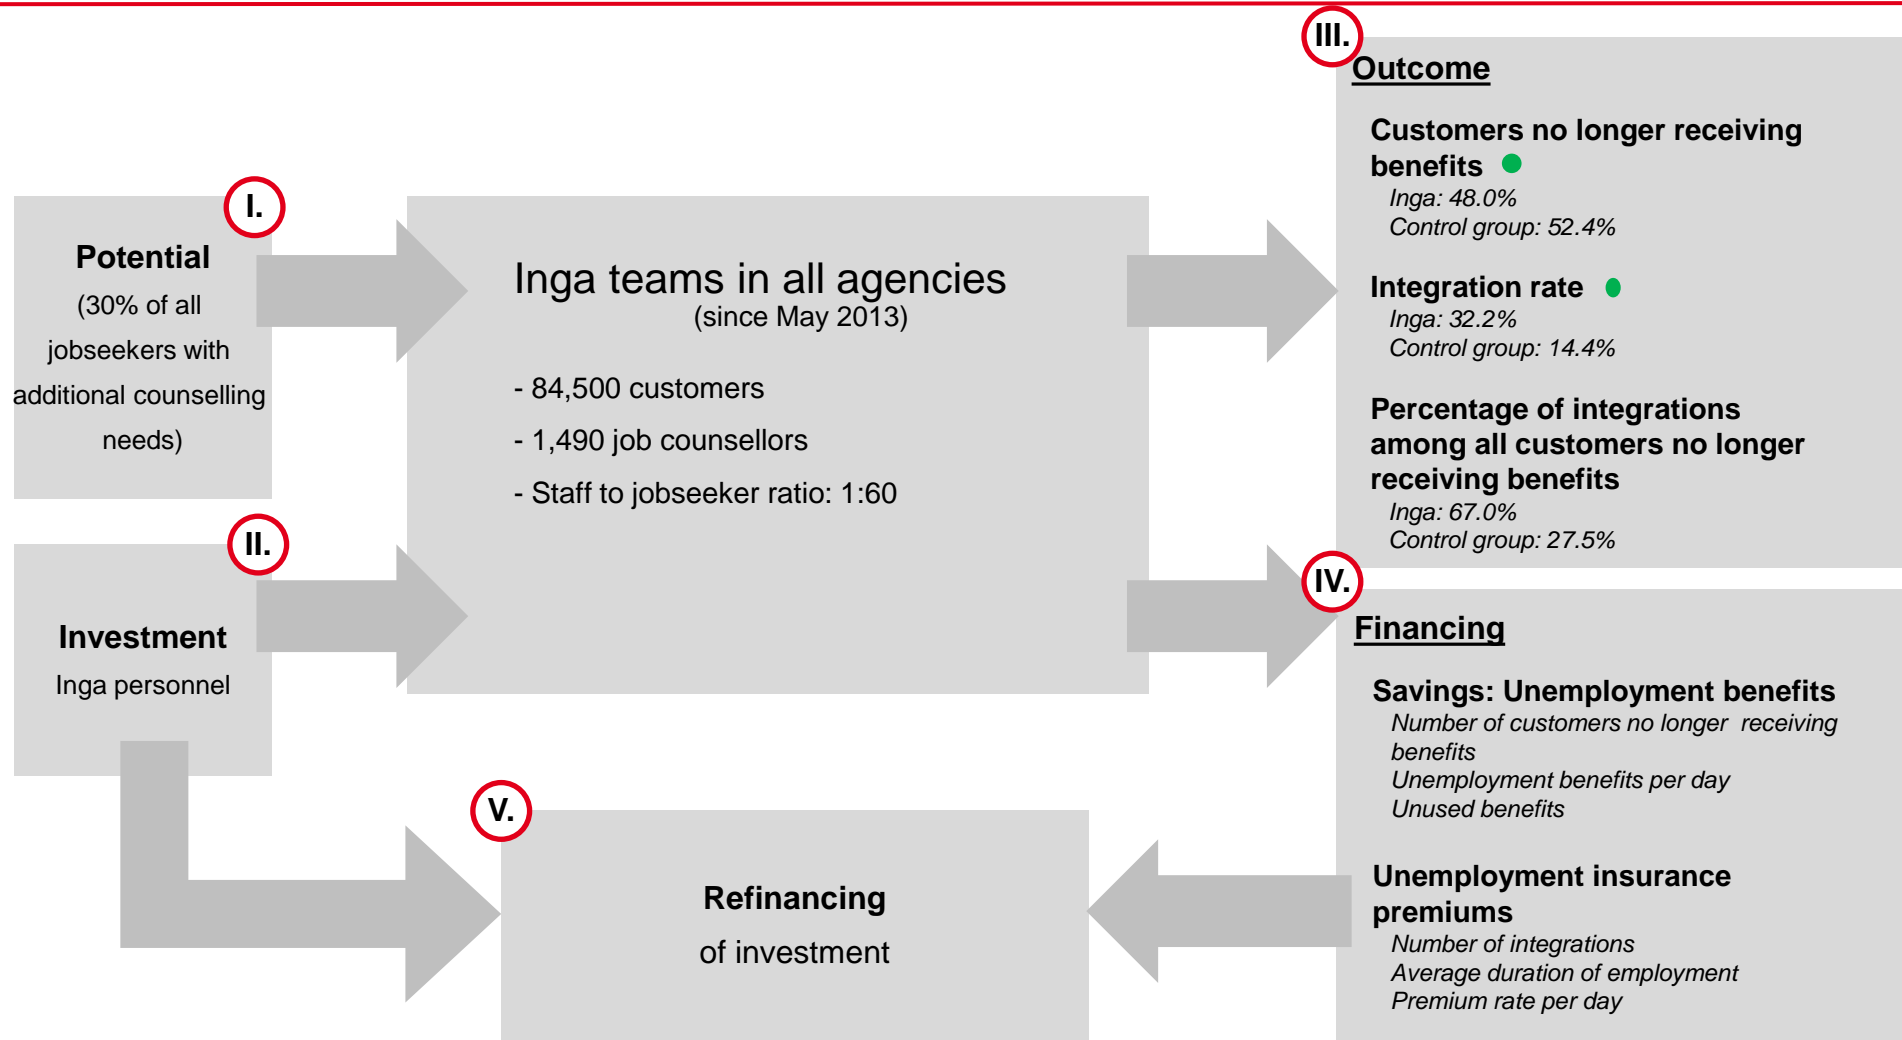 I.
Potential
(30% of all
jobseekers with
additional counselling
needs)
II.
Investment
Inga personnel
Inga teams in all agencies
(since May 2013)
- 84,500 customers
- 1,490 job counsellors
- Staff to jobseeker ratio: 1:60
III.
Outcome
Customers no longer receiving
benefits
Inga: 48.0%
Control group: 52.4%
Integration rate
Inga: 32.2%
Control group: 14.4%
Percentage of integrations
among all customers no longer
receiving benefits
Inga: 67.0%
Control group: 27.5%
IV.
Financing
Savings: Unemployment benefits
Number of customers no longer receiving
benefits
Unemployment benefits per day
Unused benefits
Unemployment insurance
premiums
Number of integrations
Average duration of employment
Premium rate per day
V.
Refinancing
of investment